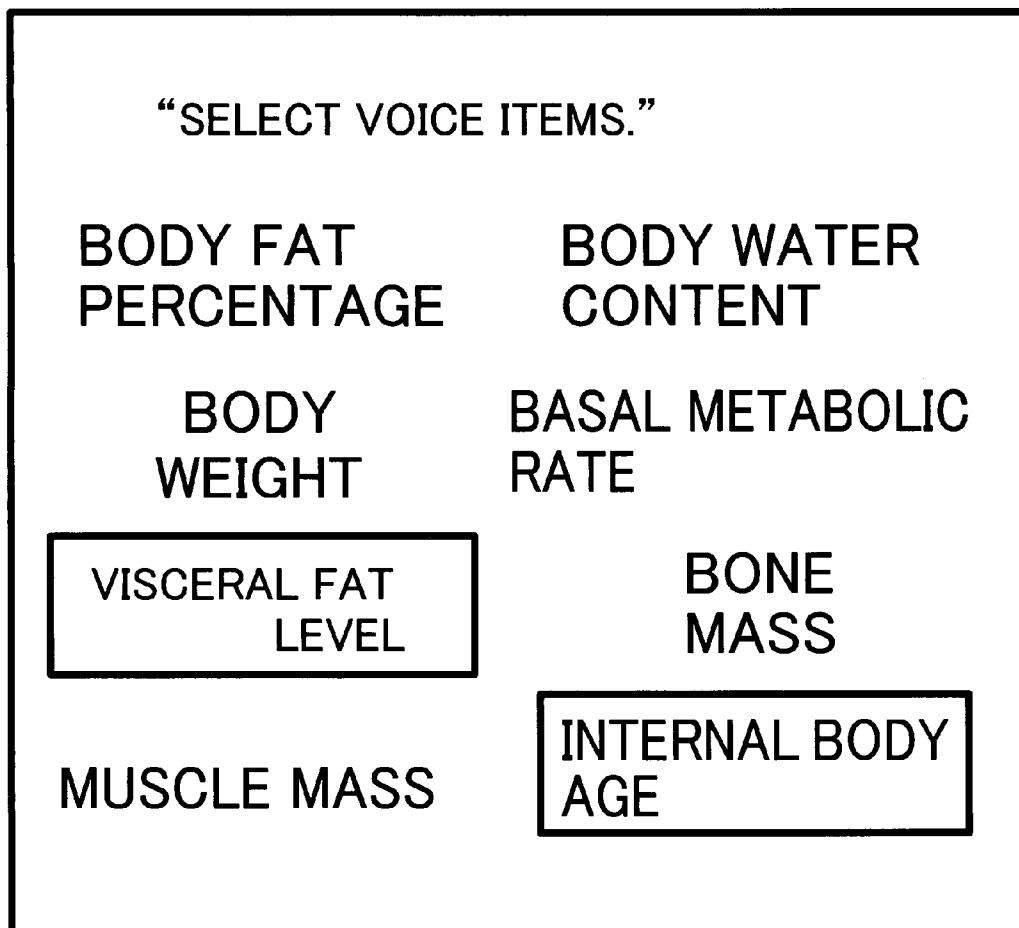 “SELECT VOICE ITEMS.”
BODY FAT
PERCENTAGE
BODY WATER
CONTENT
BODY
WEIGHT
BASAL METABOLIC
RATE
VISCERAL FAT
LEVEL
BONE
MASS
MUSCLE MASS
INTERNAL BODY
AGE